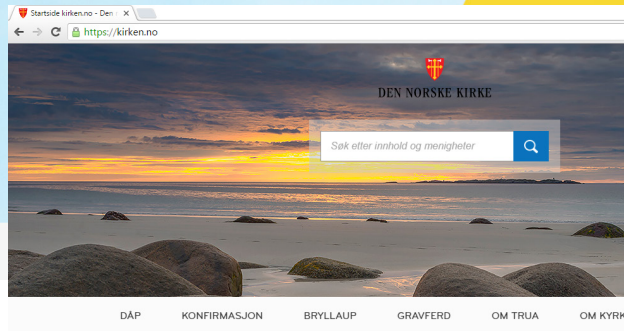 Startside kirken.no - Den
https://kirken.no
DEN NORSKE KIRKE
Søk etter innhold og menigheter
DÅP KONFIRMASJON BRYLLAUP GRAVFERD OM TRUA OM KYRK